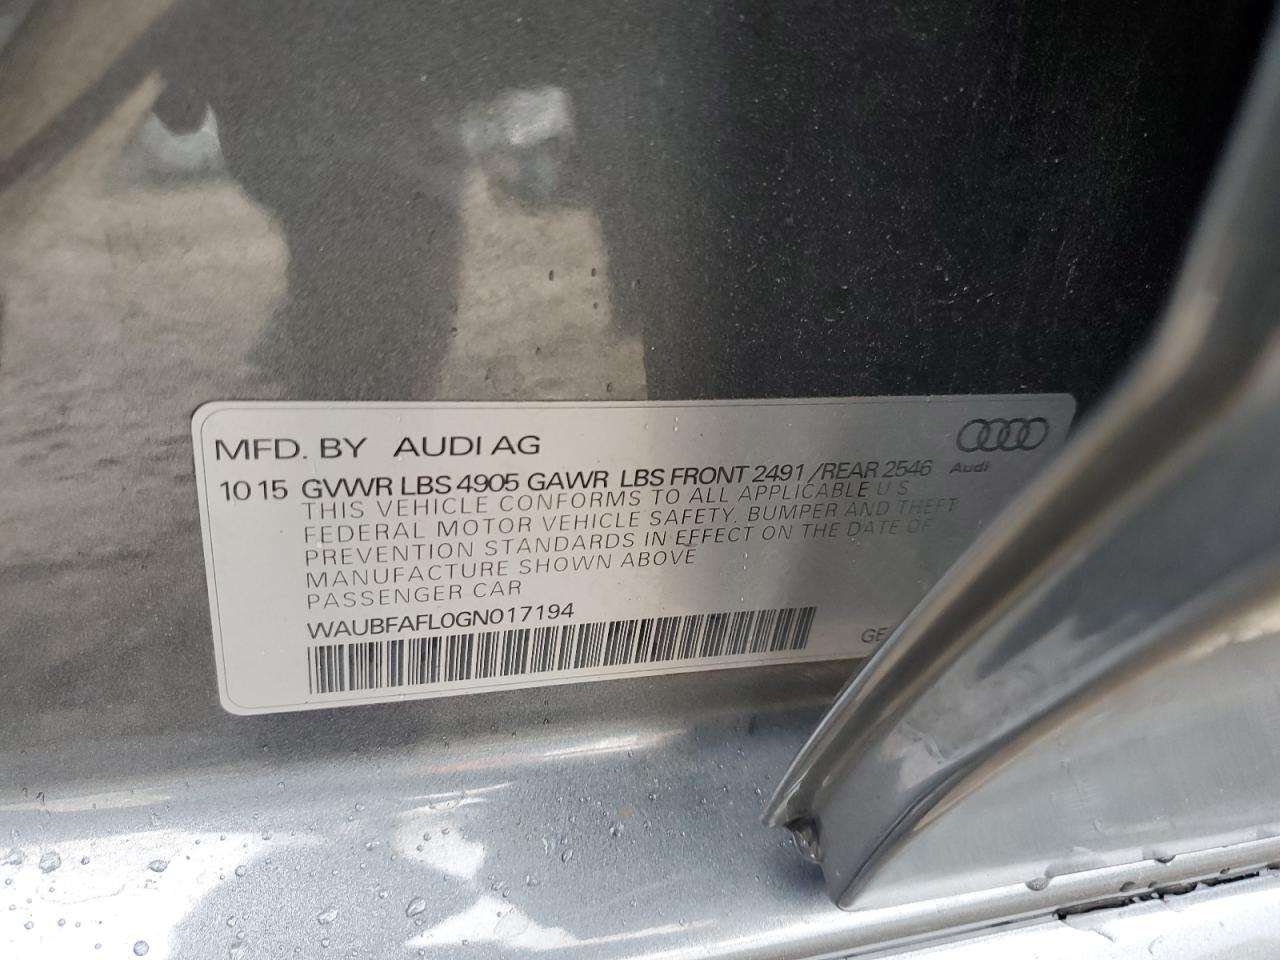 MFD. BY AUDI AG
Audi
10 15 GVWR LBS 4905 GAWR LBS FRONT 2491 /REAR 2546
THIS VEHICLE CONFORMS TO ALL APPLICABLE U.S.
FEDERAL MOTOR VEHICLE SAFETY, BUMPER AND THEFT
PREVENTION STANDARDS IN EFFECT ON THE DATE OF
MANUFACTURE SHOWN ABOVE
PASSENGER CAR
WAUBFAFL0GN017194